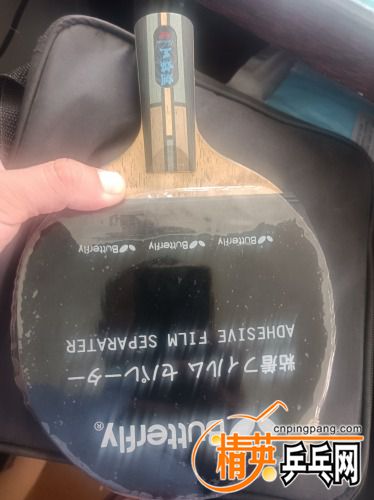 Butterfly Butterfly Butterfly
ADHESIVE FILM SEPARATER
粘着フィルム セパレーター
Butterfly®
cnpingpang.com
精英乒乓网